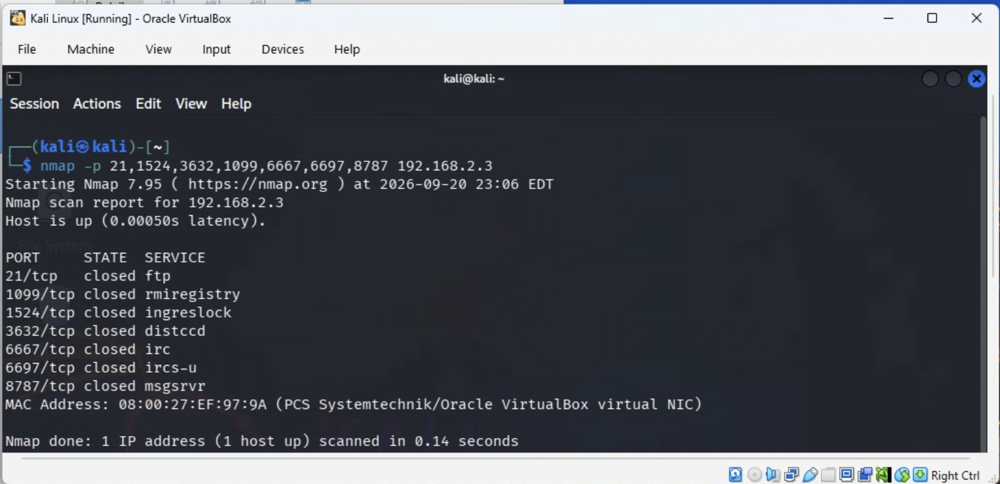 Kali Linux [Running] - Oracle VirtualBox
File Machine View Input Devices Help
kali@kali: ~
Session Actions Edit View Help
┌──(kali㉿kali)-[~]
└─$ nmap -p 21,1524,3632,1099,6667,6697,8787 192.168.2.3
Starting Nmap 7.95 ( https://nmap.org ) at 2026-09-20 23:06 EDT
Nmap scan report for 192.168.2.3
Host is up (0.00050s latency).
File System
PORT STATE SERVICE
21/tcp closed ftp
1099/tcp closed rmiregistry
1524/tcp closed ingreslock
3632/tcp closed distccd
6667/tcp closed irc
6697/tcp closed ircs-u
8787/tcp closed msgsrvr
MAC Address: 08:00:27:EF:97:9A (PCS Systemtechnik/Oracle VirtualBox virtual NIC)
Nmap done: 1 IP address (1 host up) scanned in 0.14 seconds
Right Ctrl